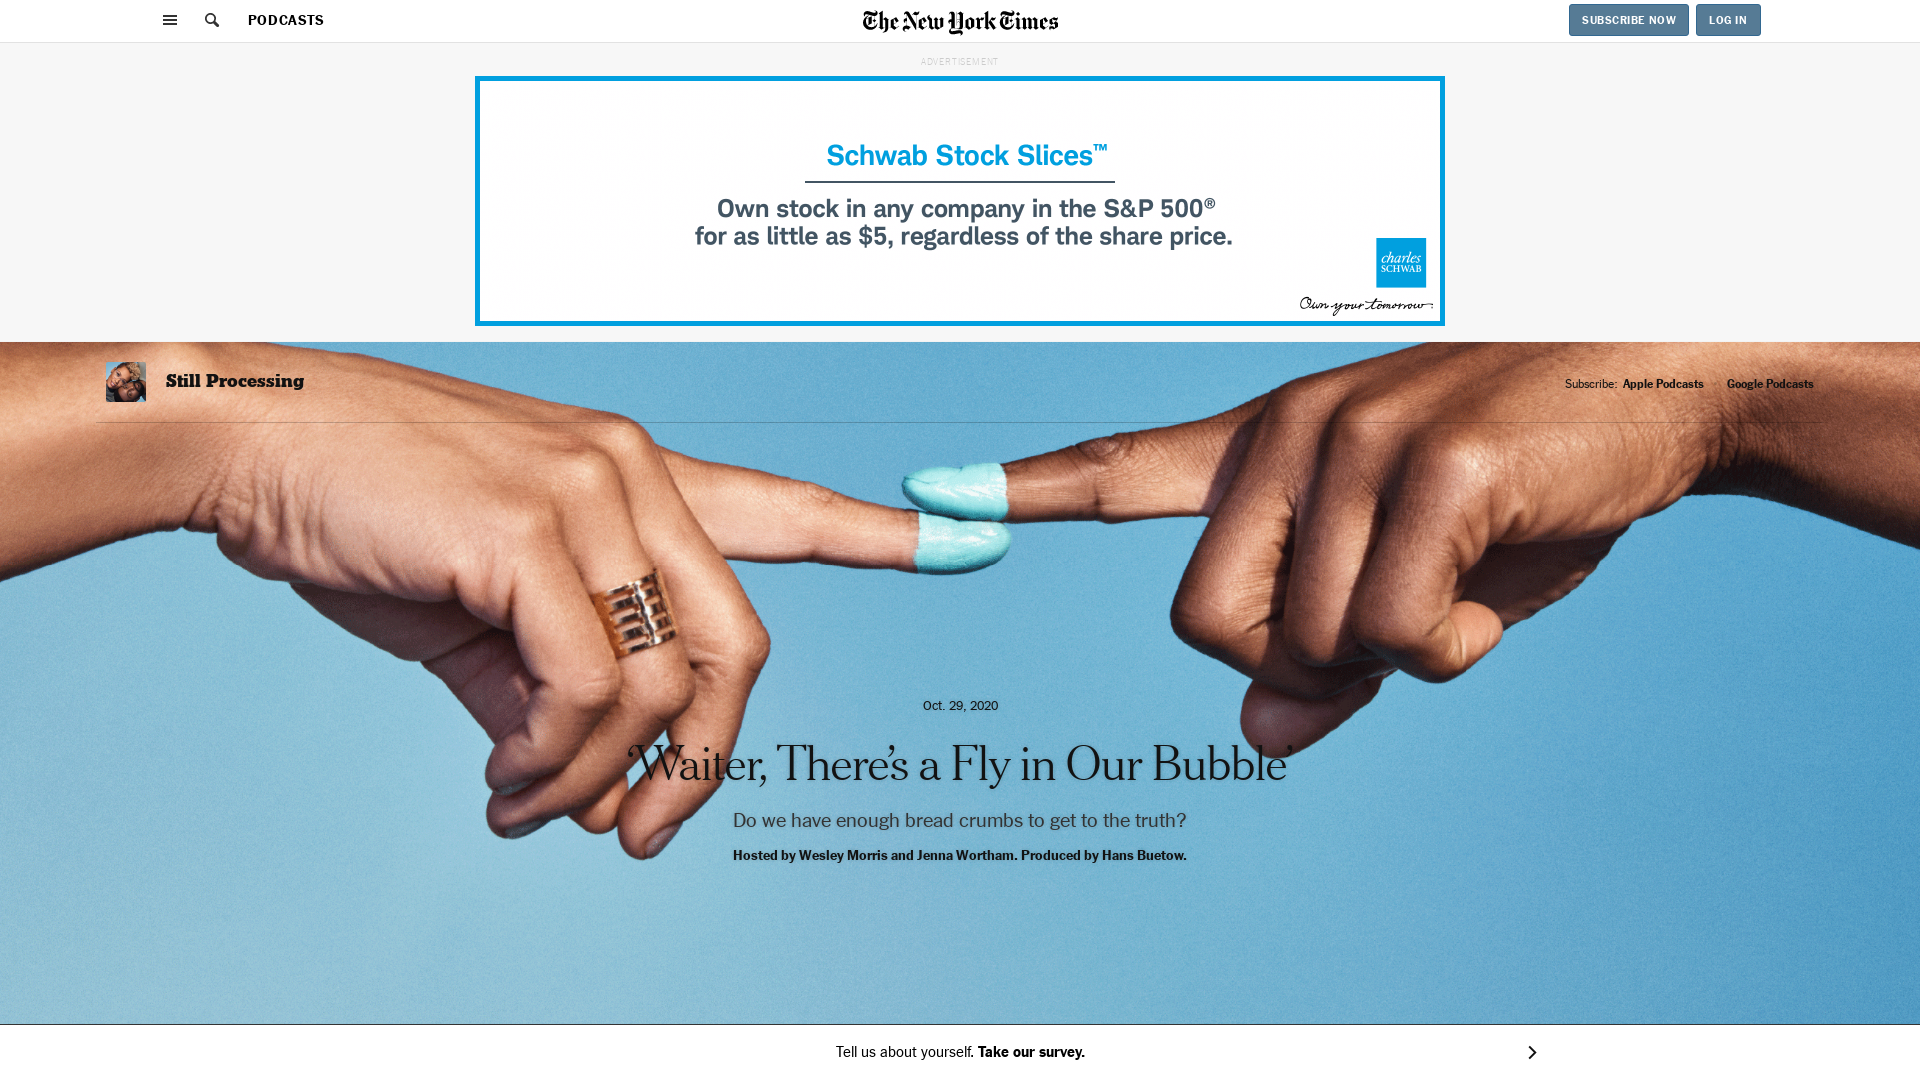 PODCASTS
The New York Times
SUBSCRIBE NOW
LOG IN
ADVERTISEMENT
Schwab Stock Slices™
Own stock in any company in the S&P 500®
for as little as $5, regardless of the share price.
charles
SCHWAB
Own your tomorrow
Still Processing
Subscribe: Apple Podcasts Google Podcasts
Oct. 29, 2020
‘Waiter, There’s a Fly in Our Bubble’
Do we have enough bread crumbs to get to the truth?
Hosted by Wesley Morris and Jenna Wortham. Produced by Hans Buetow.
Tell us about yourself. Take our survey.